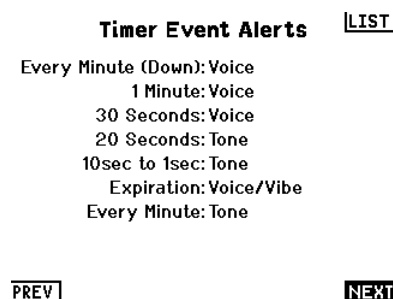 Timer Event Alerts
LIST
Every Minute (Down): Voice
1 Minute: Voice
30 Seconds: Voice
20 Seconds: Tone
10sec to 1sec: Tone
Expiration: Voice/Vibe
Every Minute: Tone
PREV
NEXT